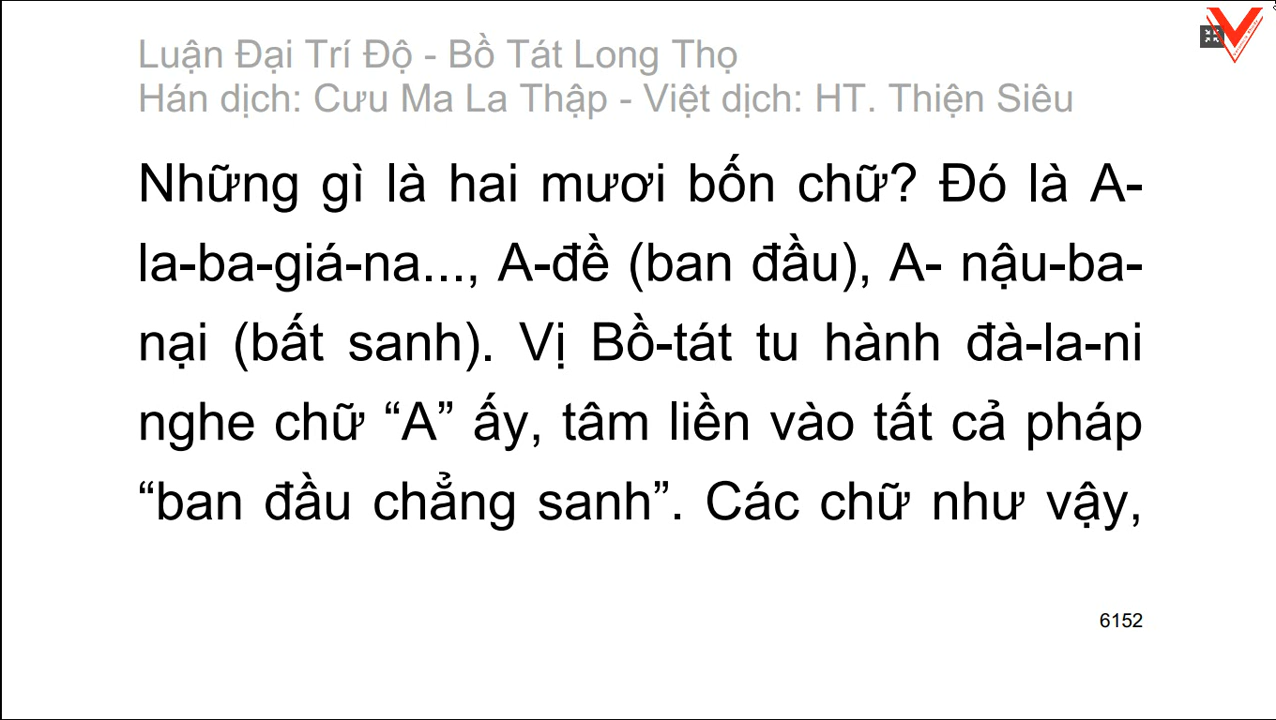 Luận Đại Trí Độ - Bồ Tát Long Thọ
Hán dịch: Cưu Ma La Thập - Việt dịch: HT. Thiện Siêu
Những gì là hai mươi bốn chữ? Đó là A-
la-ba-giá-na..., A-đề (ban đầu), A- nậu-ba-
nại (bất sanh). Vị Bồ-tát tu hành đà-la-ni
nghe chữ “A” ấy, tâm liền vào tất cả pháp
“ban đầu chẳng sanh”. Các chữ như vậy,
6152